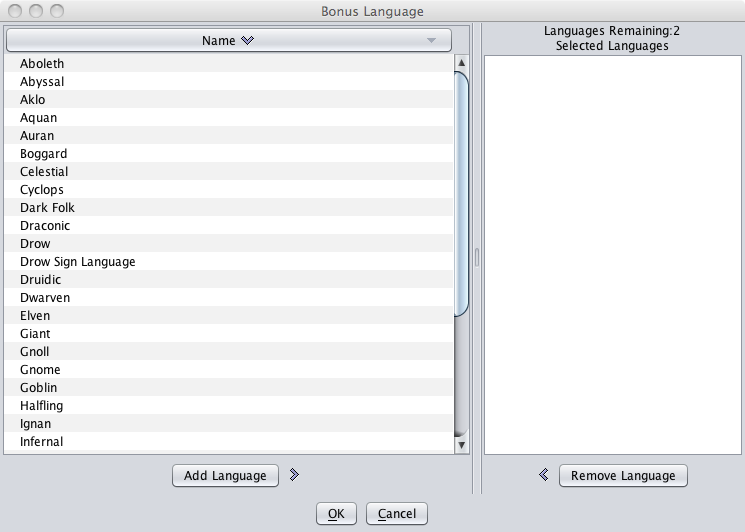 Bonus Language
Name
Aboleth
Abyssal
Aklo
Aquan
Auran
Boggard
Celestial
Cyclops
Dark Folk
Draconic
Drow
Drow Sign Language
Druidic
Dwarven
Elven
Giant
Gnoll
Gnome
Goblin
Halfling
Ignan
Infernal
Add Language
Languages Remaining:2
Selected Languages
Remove Language
OK
Cancel